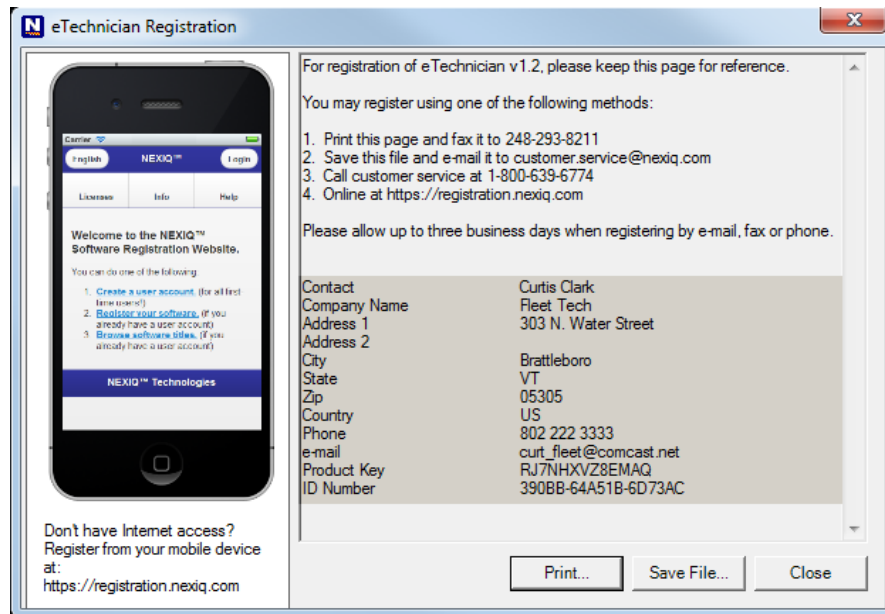 eTechnician Registration
Carrier
English
NEXIQ™
Login
Licenses
Info
Help
Welcome to the NEXIQ™
Software Registration Website.
You can do one of the following:
1. Create a user account. (for all first
time users!)
2. Register your software. (if you
already have a user account)
3. Browse software titles. (if you
already have a user account)
NEXIQ™ Technologies
Don't have Internet access?
Register from your mobile device
at:
https://registration.nexiq.com
For registration of eTechnician v1.2, please keep this page for reference.
You may register using one of the following methods:
1. Print this page and fax it to 248-293-8211
2. Save this file and e-mail it to customer.service@nexiq.com
3. Call customer service at 1-800-639-6774
4. Online at https://registration.nexiq.com
Please allow up to three business days when registering by e-mail, fax or phone.
Contact Curtis Clark
Company Name Fleet Tech
Address 1 303 N. Water Street
Address 2
City Brattleboro
State VT
Zip 05305
Country US
Phone 802 222 3333
e-mail curt_fleet@comcast.net
Product Key RJ7NHXVZ8EMAQ
ID Number 390BB-64A51B-6D73AC
Print...
Save File...
Close